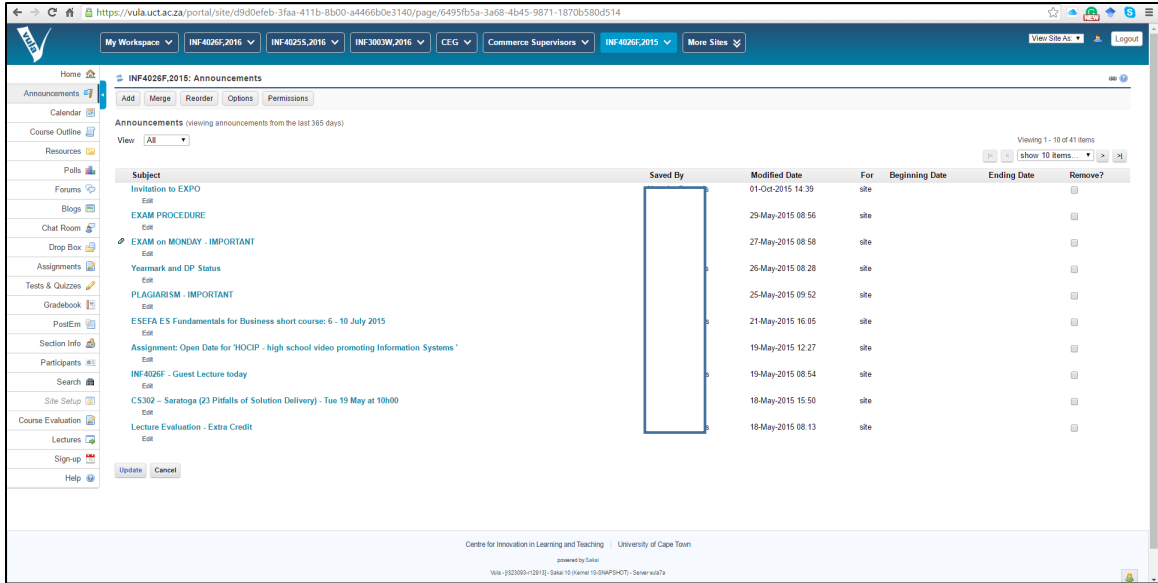 https://vula.uct.ac.za/portal/site/d9d0efeb-3faa-411b-8b00-a4466b0e3140/page/6495fb5a-3a68-4b45-9871-1870b580d514
NEW
vula
My Workspace INF4026F,2016 INF4025S,2016 INF3003W,2016 CEG Commerce Supervisors INF4026F,2015 More Sites View Site As: Logout
Home
Announcements
Calendar
Course Outline
Resources
Polls
Forums
Blogs
Chat Room
Drop Box
Assignments
Tests & Quizzes
Gradebook
PostEm
Section Info
Participants
Search
Site Setup
Course Evaluation
Lectures
Sign-up
Help
INF4026F,2015: Announcements
Add Merge Reorder Options Permissions
Announcements (viewing announcements from the last 365 days)
View All
Viewing 1 - 10 of 41 items
show 10 items...
Subject Saved By Modified Date For Beginning Date Ending Date Remove?
Invitation to EXPO s 01-Oct-2015 14:39 site
Edit
EXAM PROCEDURE 29-May-2015 08:56 site
Edit
EXAM on MONDAY - IMPORTANT 27-May-2015 08:58 site
Edit
Yearmark and DP Status s 26-May-2015 08:28 site
Edit
PLAGIARISM - IMPORTANT 25-May-2015 09:52 site
Edit
ESEFA ES Fundamentals for Business short course: 6 - 10 July 2015 s 21-May-2015 16:05 site
Edit
Assignment: Open Date for 'HOCIP - high school video promoting Information Systems ' 19-May-2015 12:27 site
Edit
INF4026F - Guest Lecture today s 19-May-2015 08:54 site
Edit
CS302 – Saratoga (23 Pitfalls of Solution Delivery) - Tue 19 May at 10h00 18-May-2015 15:50 site
Edit
Lecture Evaluation - Extra Credit s 18-May-2015 08:13 site
Edit
Update Cancel
Centre for Innovation in Learning and Teaching | University of Cape Town
powered by Sakai
Vula - [r323093-r12913] - Sakai 10 (Kernel 10-SNAPSHOT) - Server vula7a